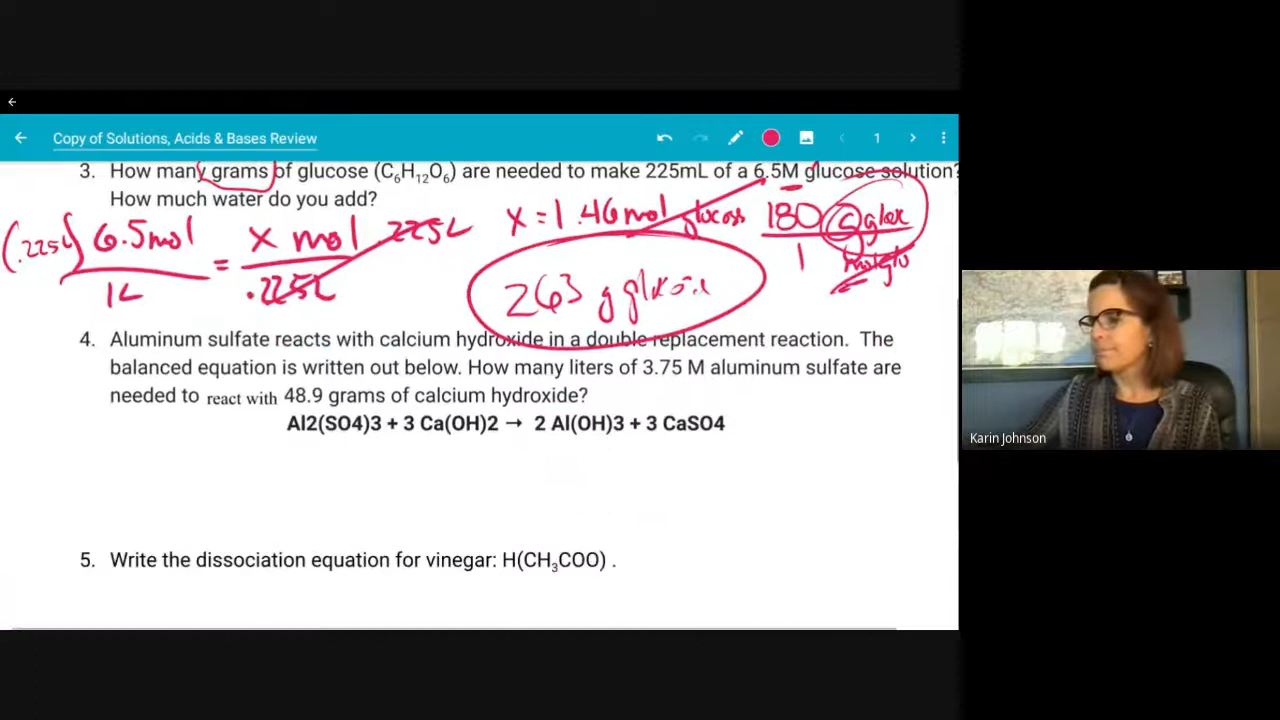 Copy of Solutions, Acids & Bases Review
1
3. How many grams of glucose (C₆H₁₂O₆) are needed to make 225mL of a 6.5M glucose solution?
How much water do you add?
(.225L) 6.5mol / 1L = x mol / .225L .225L
x = 1.46 mol glucose 180 g gluc / 1 mol glu
263 g glucose
4. Aluminum sulfate reacts with calcium hydroxide in a double replacement reaction. The
balanced equation is written out below. How many liters of 3.75 M aluminum sulfate are
needed to react with 48.9 grams of calcium hydroxide?
Al2(SO4)3 + 3 Ca(OH)2 → 2 Al(OH)3 + 3 CaSO4
5. Write the dissociation equation for vinegar: H(CH₃COO) .
Karin Johnson